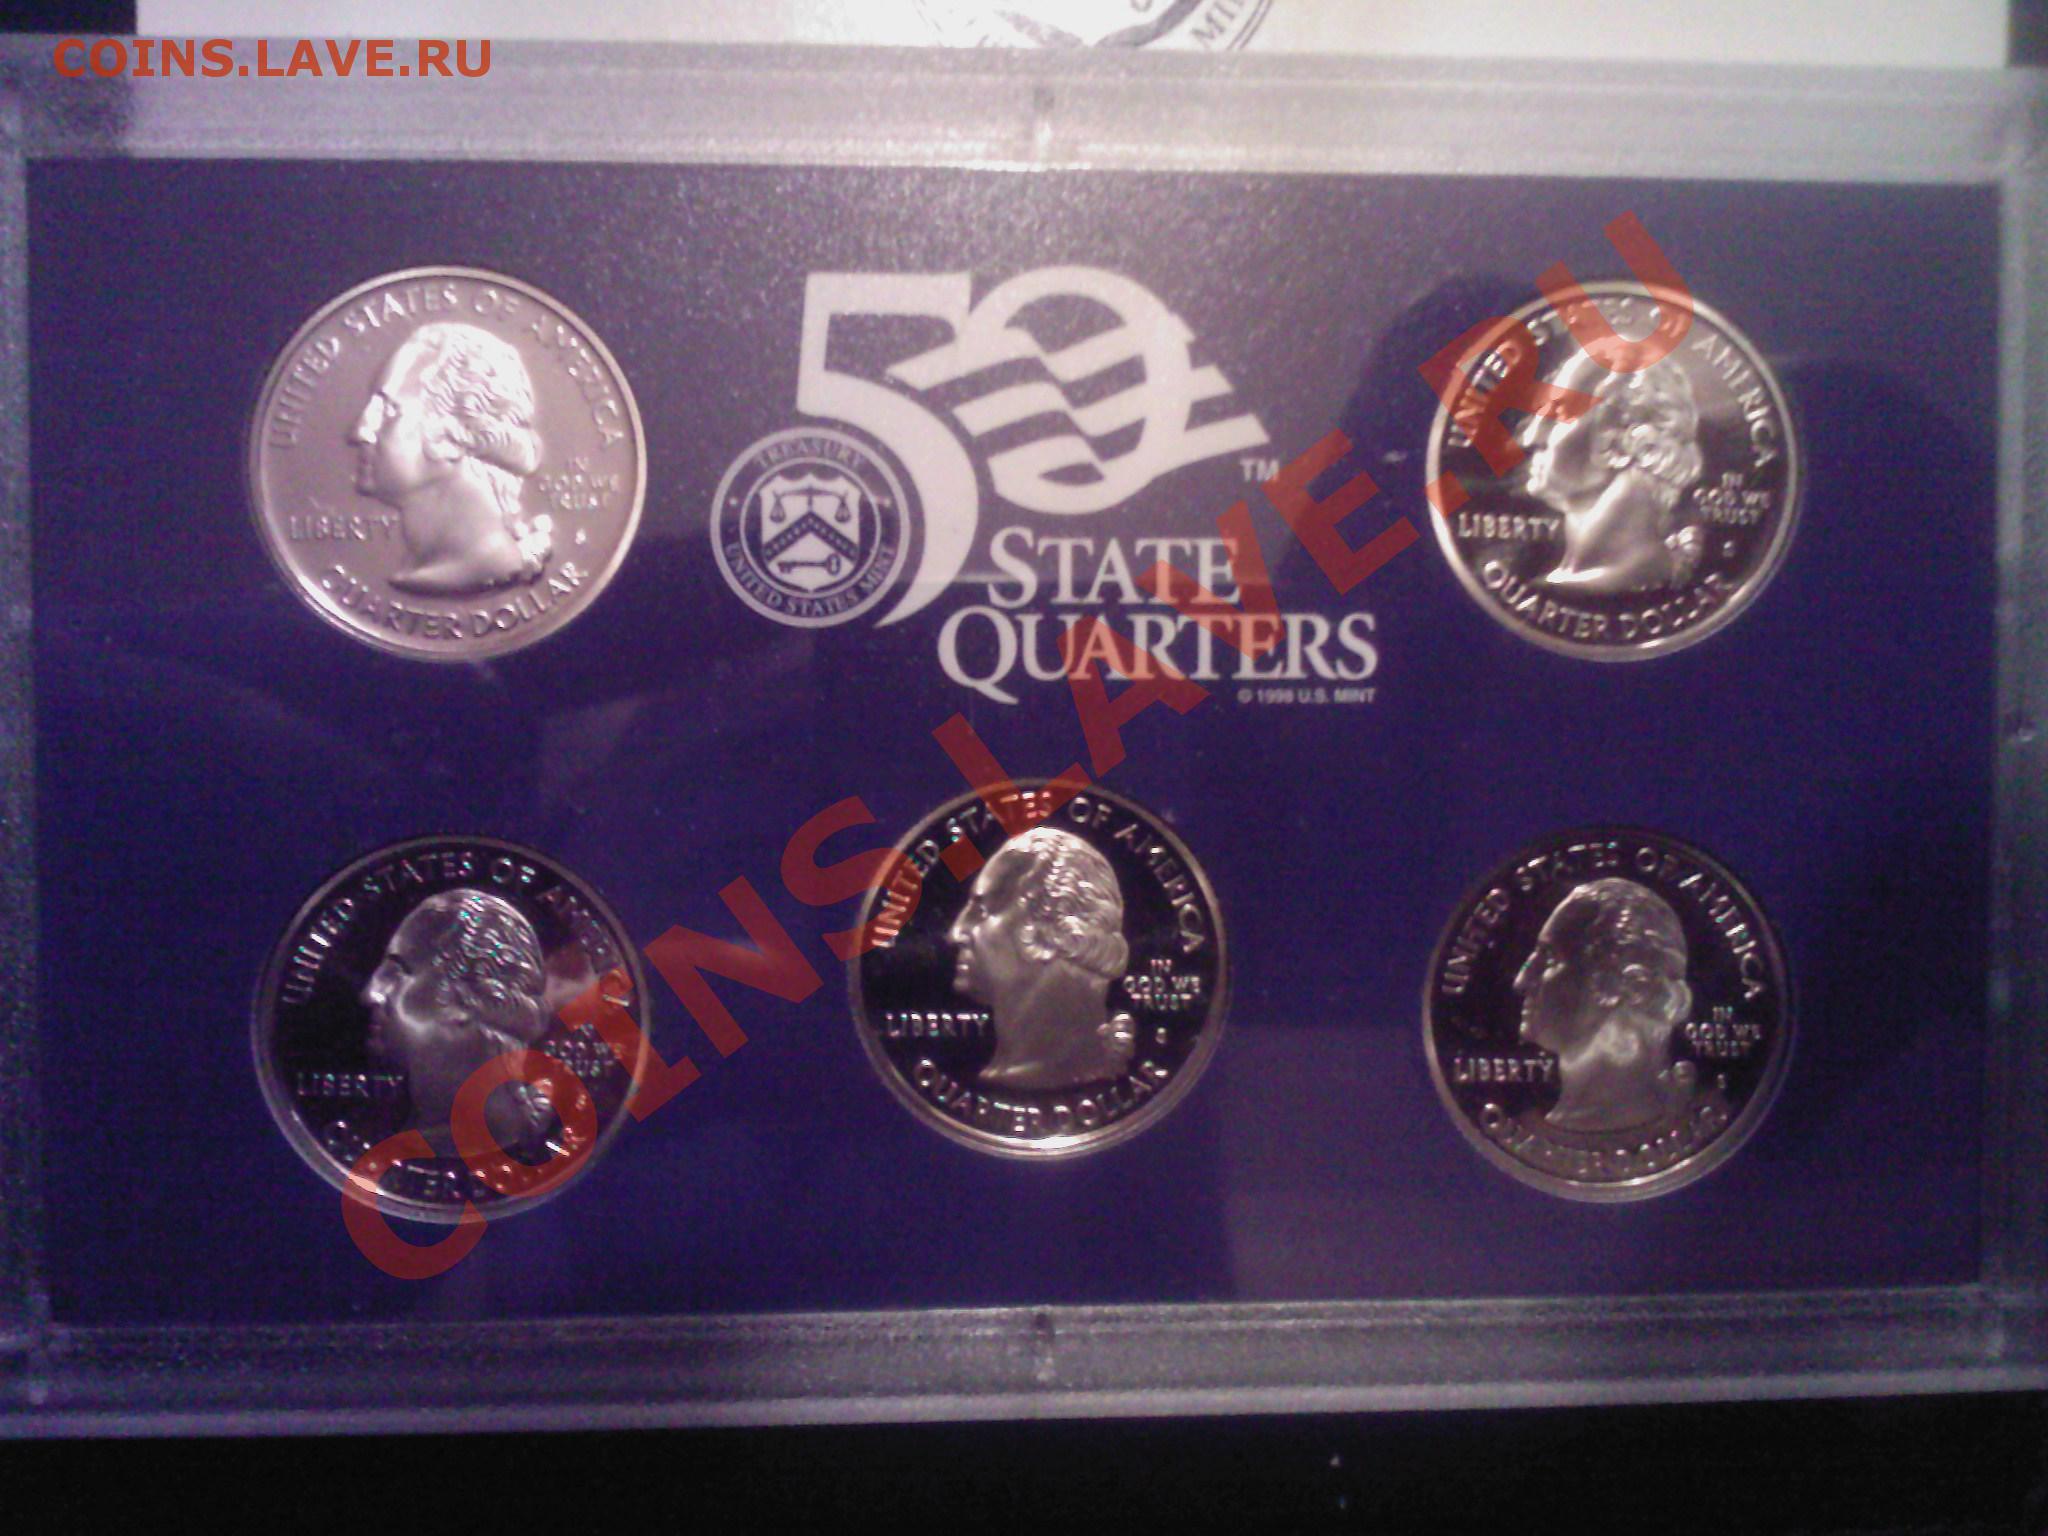 COINS.LAVE.RU
MIN
UNITED STATES OF AMERICA
LIBERTY
IN
GOD WE
TRUST
S
QUARTER DOLLAR
50
TM
STATE
QUARTERS
© 1998 U.S. MINT
TREASURY
UNITED STATES MINT
UNITED STATES OF AMERICA
LIBERTY
IN
GOD WE
TRUST
S
QUARTER DOLLAR
COINS.LAVE.RU
UNITED STATES OF AMERICA
LIBERTY
IN
GOD WE
TRUST
S
QUARTER DOLLAR
UNITED STATES OF AMERICA
LIBERTY
IN
GOD WE
TRUST
S
QUARTER DOLLAR
UNITED STATES OF AMERICA
LIBERTY
IN
GOD WE
TRUST
S
QUARTER DOLLAR